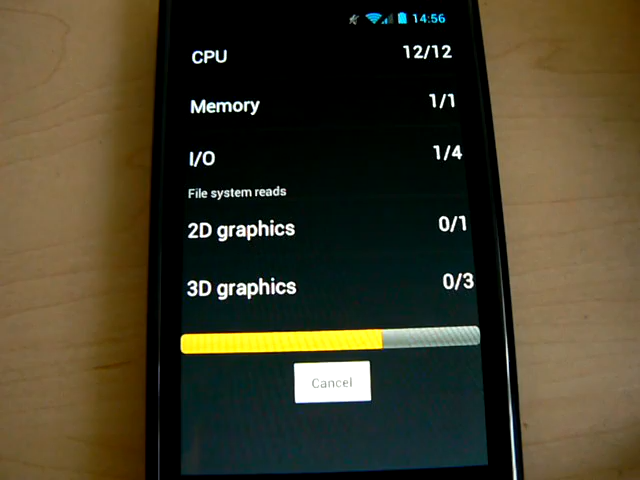 14:56
CPU 12/12
Memory 1/1
I/O 1/4
File system reads
2D graphics 0/1
3D graphics 0/3
Cancel